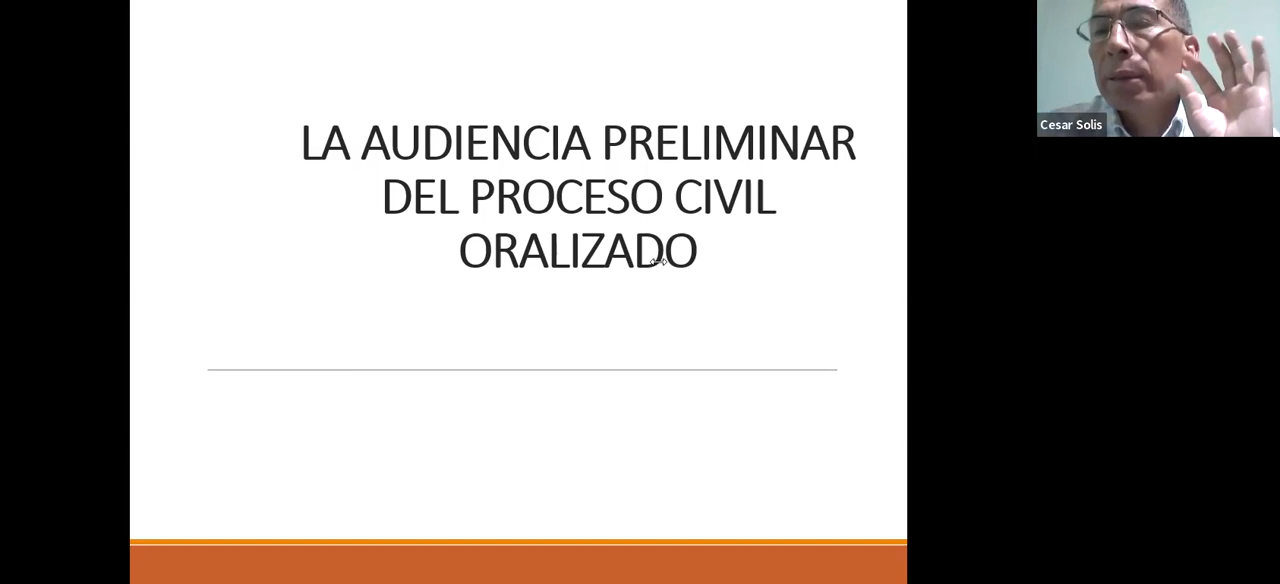 LA AUDIENCIA PRELIMINAR
DEL PROCESO CIVIL
ORALIZADO
Cesar Solis